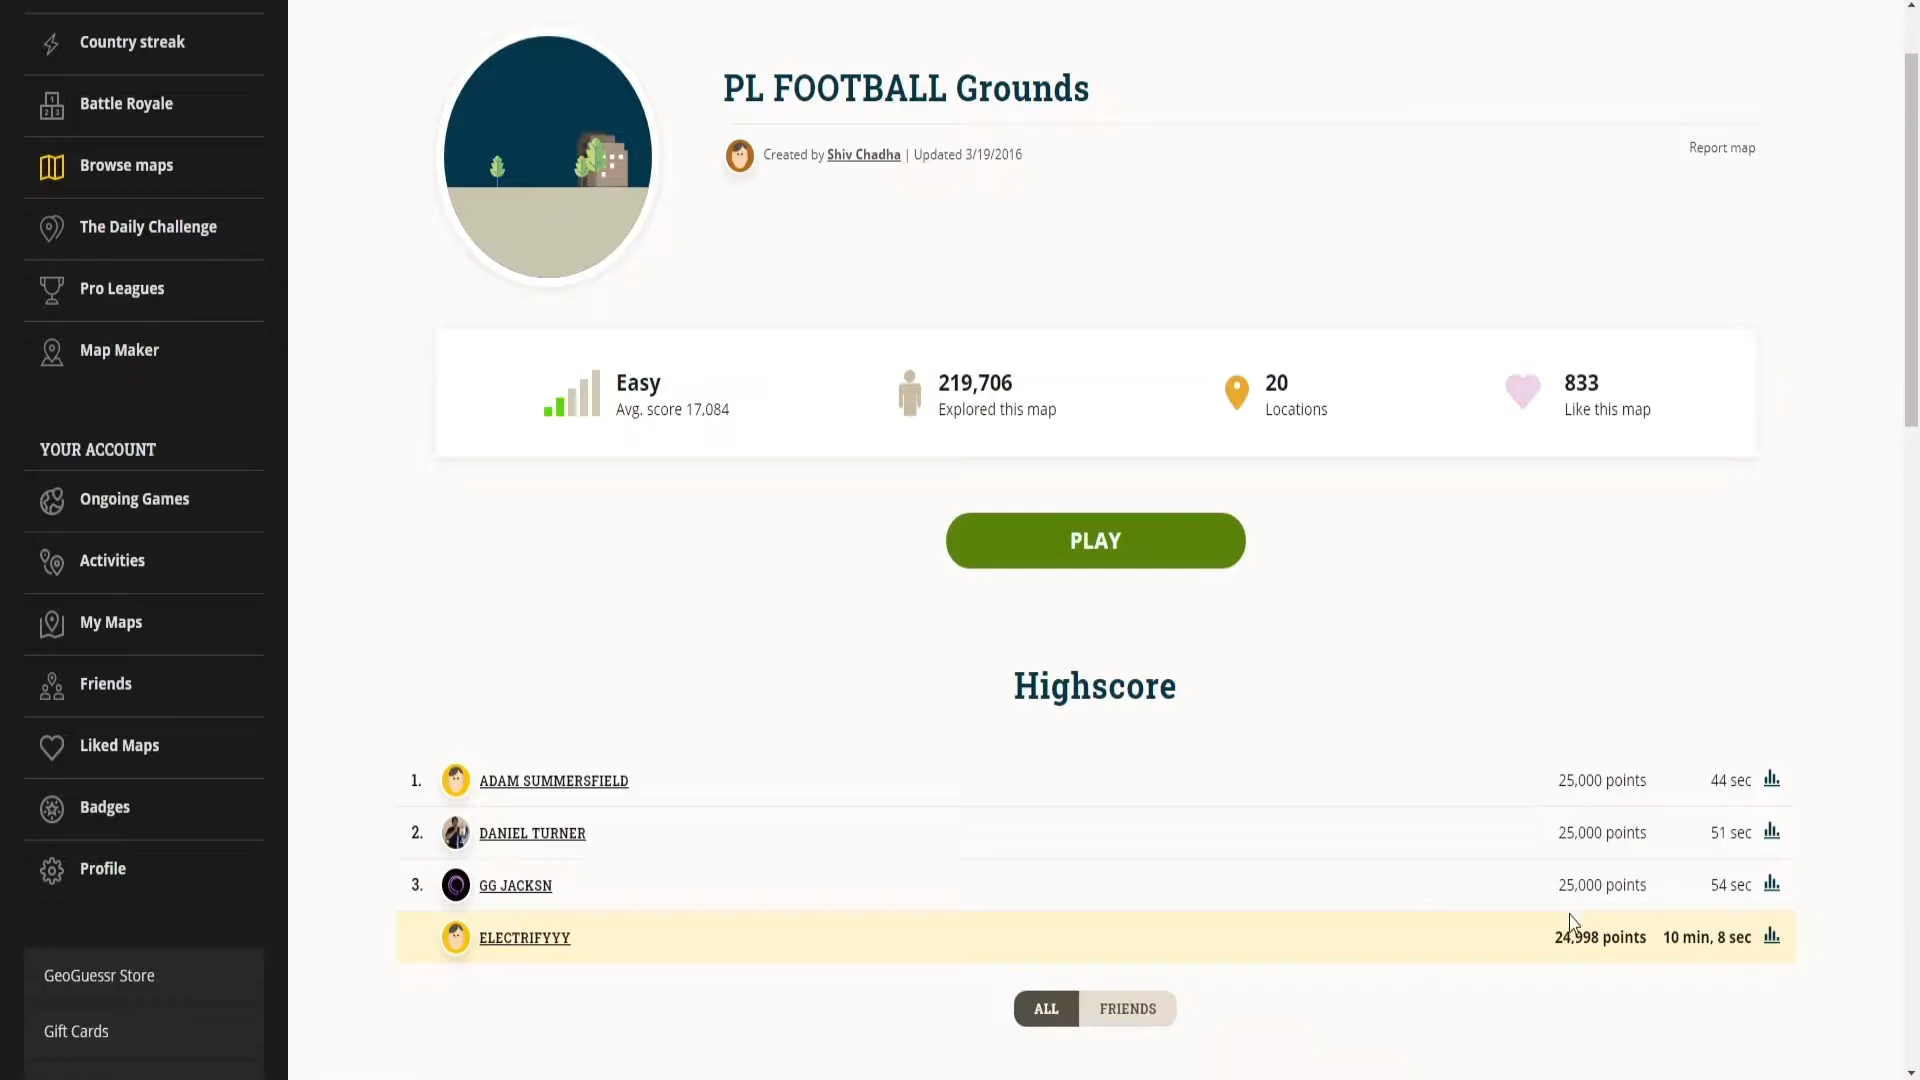 Country streak
Battle Royale
Browse maps
The Daily Challenge
Pro Leagues
Map Maker
YOUR ACCOUNT
Ongoing Games
Activities
My Maps
Friends
Liked Maps
Badges
Profile
GeoGuessr Store
Gift Cards
PL FOOTBALL Grounds
Created by Shiv Chadha | Updated 3/19/2016
Report map
Easy
Avg. score 17,084
219,706
Explored this map
20
Locations
833
Like this map
PLAY
Highscore
1. ADAM SUMMERSFIELD 25,000 points 44 sec
2. DANIEL TURNER 25,000 points 51 sec
3. GG JACKSN 25,000 points 54 sec
ELECTRIFYYY 24,998 points 10 min, 8 sec
ALL FRIENDS